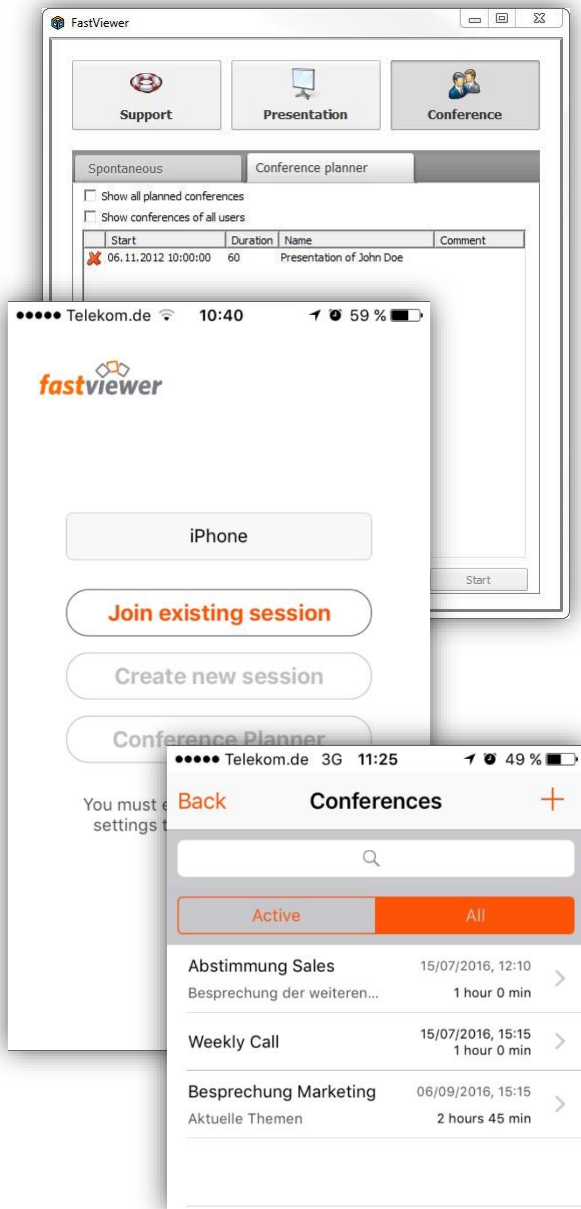 FastViewer
Support
Presentation
Conference
Spontaneous
Conference planner
Show all planned conferences
Show conferences of all users
Start Duration Name Comment
06.11.2012 10:00:00 60 Presentation of John Doe
Start
Telekom.de 10:40 59 %
fastviewer
iPhone
Join existing session
Create new session
Conference Planner
You must
settings
Telekom.de 3G 11:25 49 %
Back Conferences +
Active All
Abstimmung Sales 15/07/2016, 12:10
Besprechung der weiteren... 1 hour 0 min
Weekly Call 15/07/2016, 15:15
1 hour 0 min
Besprechung Marketing 06/09/2016, 15:15
Aktuelle Themen 2 hours 45 min